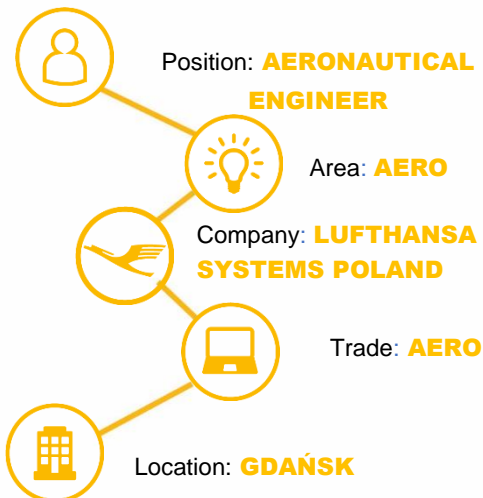 Position: AERONAUTICAL
ENGINEER
Area: AERO
Company: LUFTHANSA
SYSTEMS POLAND
Trade: AERO
Location: GDAŃSK